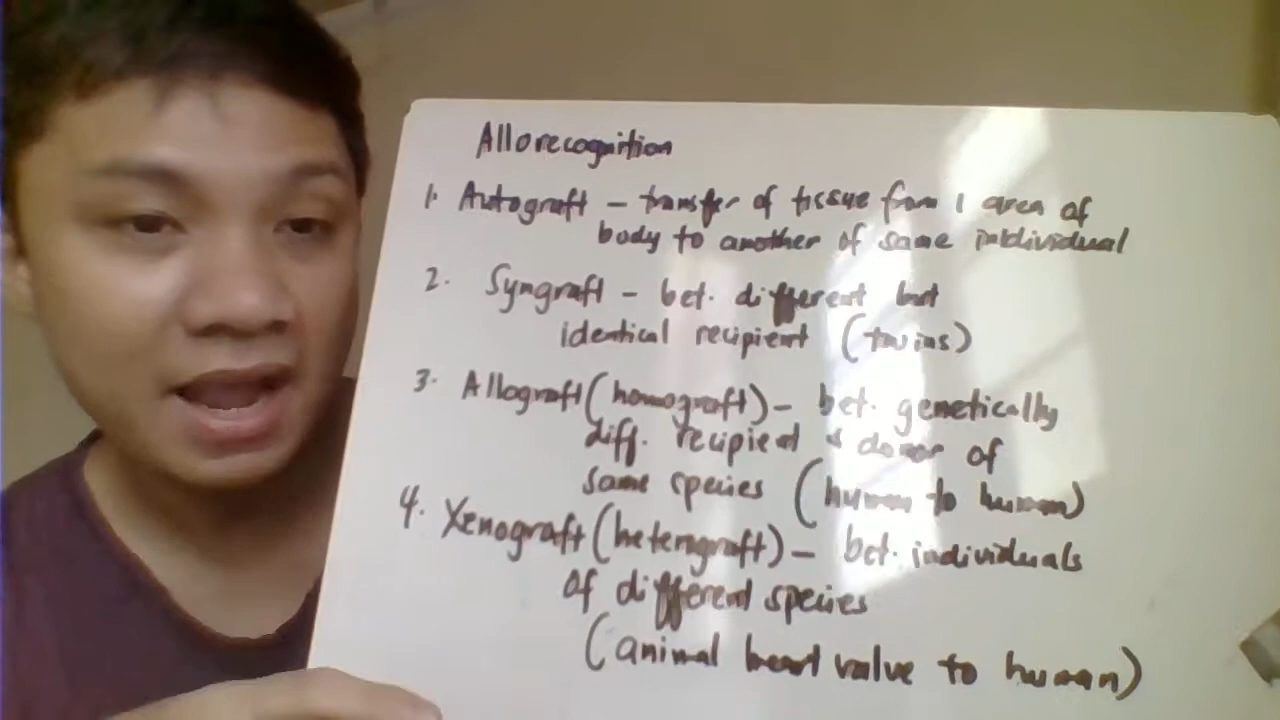 Allorecognition
1. Autograft – transfer of tissue from 1 area of
body to another of same individual
2. Syngraft – bet. different but
identical recipient (twins)
3. Allograft (homograft) – bet. genetically
diff. recipient & donor of
same species (human to human)
4. Xenograft (heterograft) – bet. individuals
of different species
(animal heart valve to human)